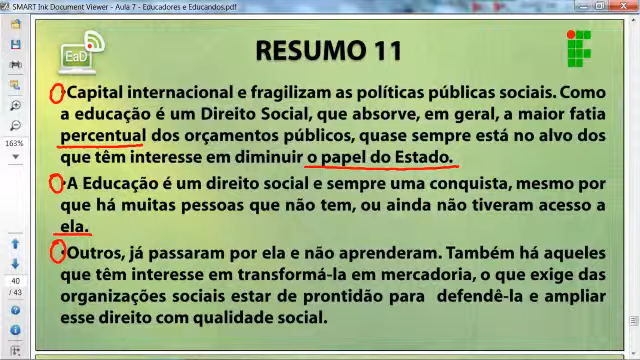 SMART Ink Document Viewer - Aula 7 - Educadores e Educandos.pdf
EaD
RESUMO 11
•Capital internacional e fragilizam as políticas públicas sociais. Como
a educação é um Direito Social, que absorve, em geral, a maior fatia
percentual dos orçamentos públicos, quase sempre está no alvo dos
que têm interesse em diminuir o papel do Estado.
•A Educação é um direito social e sempre uma conquista, mesmo por
que há muitas pessoas que não tem, ou ainda não tiveram acesso a
ela.
•Outros, já passaram por ela e não aprenderam. Também há aqueles
que têm interesse em transformá-la em mercadoria, o que exige das
organizações sociais estar de prontidão para defendê-la e ampliar
esse direito com qualidade social.
163%
40
/ 43